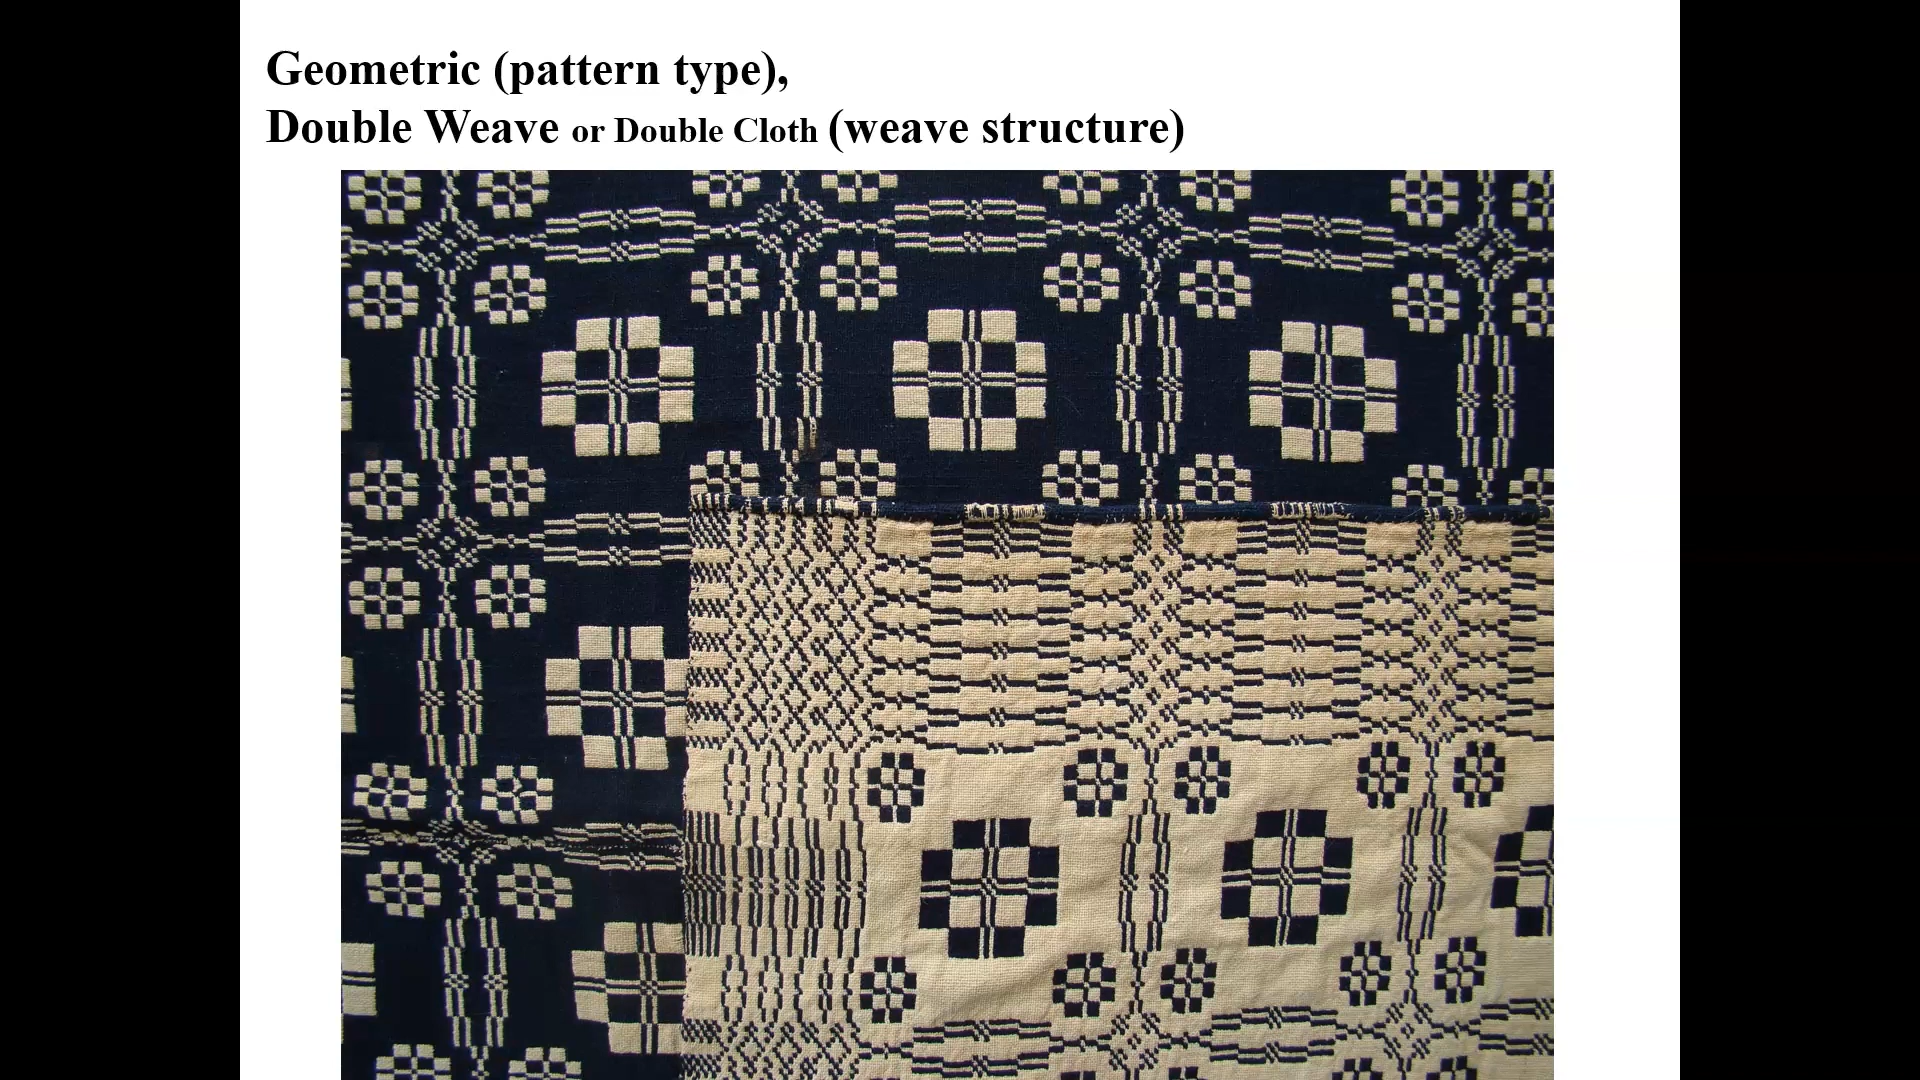 Geometric (pattern type),
Double Weave or Double Cloth (weave structure)